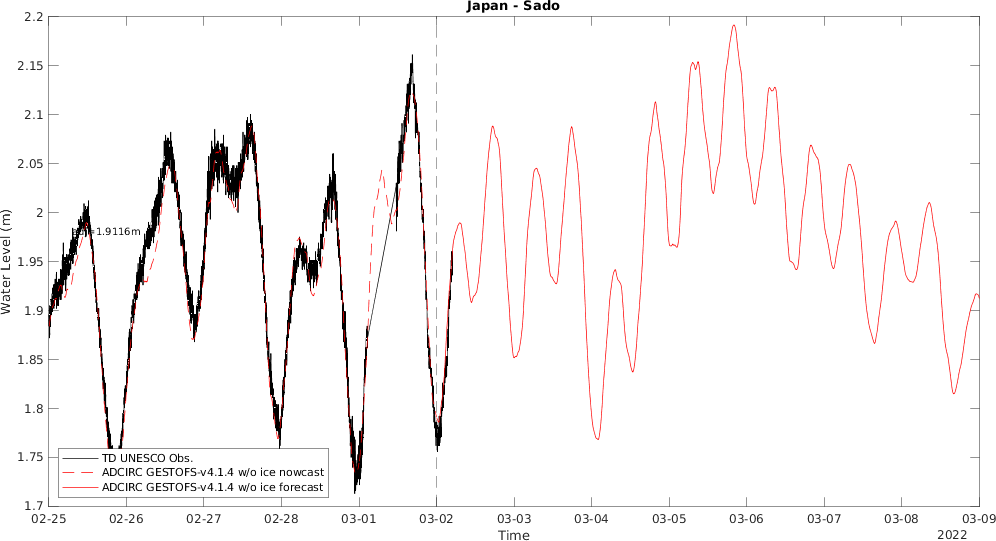 Japan - Sado
Water Level (m)
2.2
2.15
2.1
2.05
2
1.95
1.9
1.85
1.8
1.75
1.7
=1.9116m
TD UNESCO Obs.
ADCIRC GESTOFS-v4.1.4 w/o ice nowcast
ADCIRC GESTOFS-v4.1.4 w/o ice forecast
02-25 02-26 02-27 02-28 03-01 03-02 03-03 03-04 03-05 03-06 03-07 03-08 03-09
Time
2022